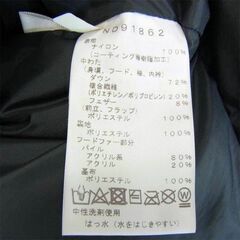 ND91862
表地
ナイロン 100%
(コーティング等樹脂加工)
中わた
(身頃、フード、袖、内衿)
ダウン 72%
複合繊維
(ポリエチレン/ポリプロピレン) 20%
フェザー 8%
(前立、フラップ)
ポリエステル 100%
裏地
ポリエステル 100%
フードファー部分
パイル
アクリル 80%
アクリル系 20%
基布
ポリエステル 100%
中性洗剤使用
はっ水(水をはじきやすい)